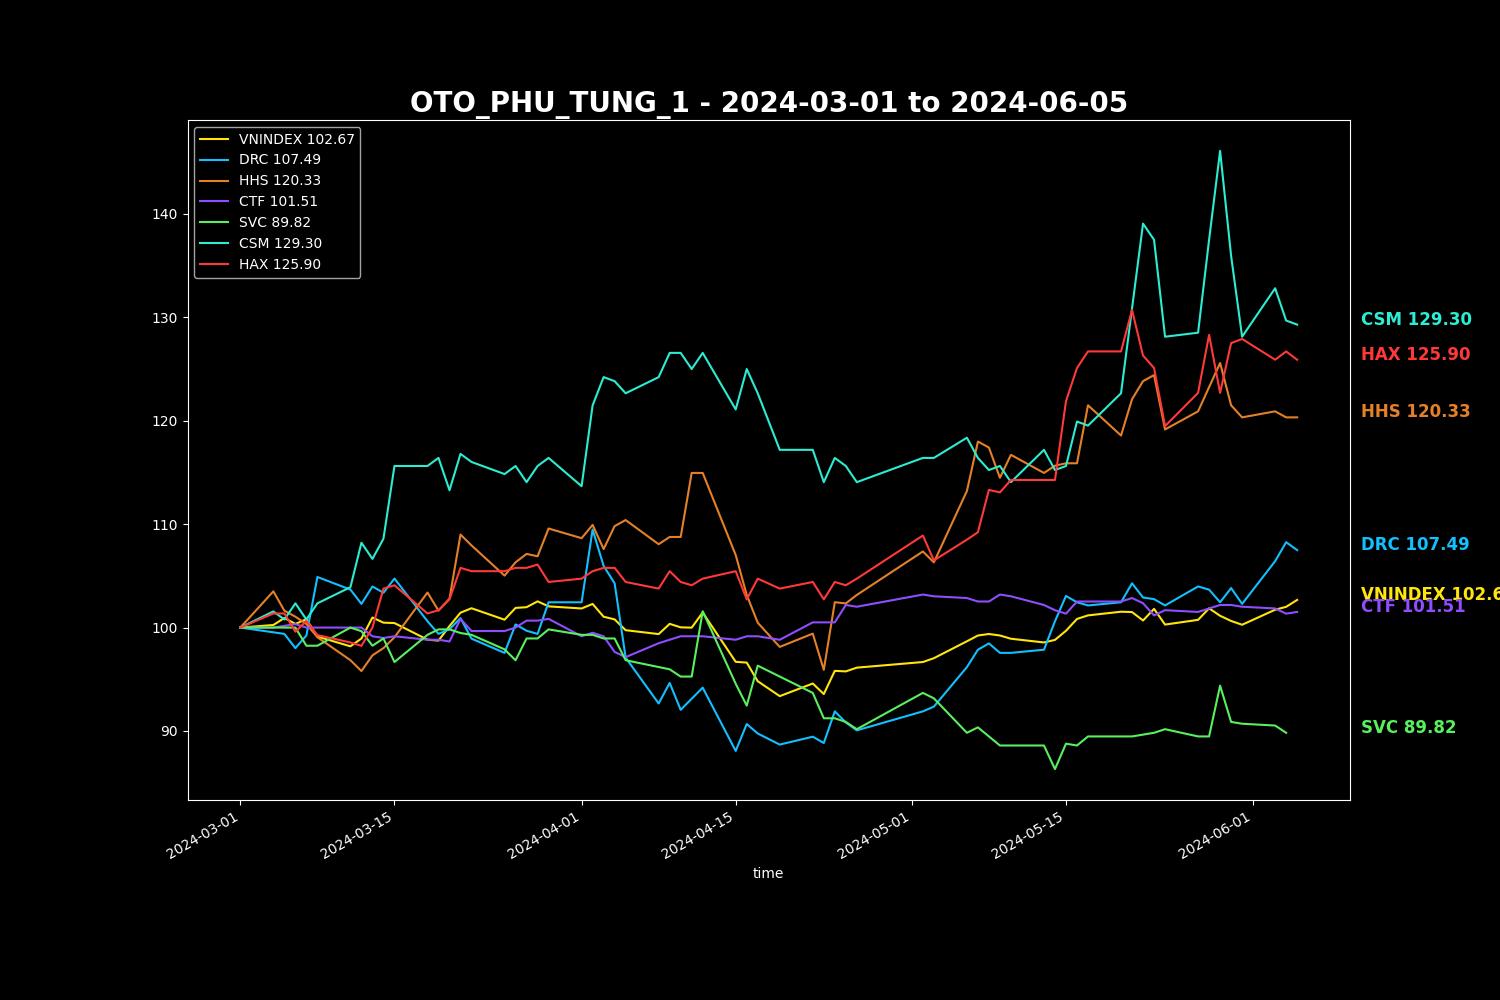 OTO_PHU_TUNG_1 - 2024-03-01 to 2024-06-05
VNINDEX 102.67
DRC 107.49
HHS 120.33
CTF 101.51
SVC 89.82
CSM 129.30
HAX 125.90
140
130
120
110
100
90
CSM 129.30
HAX 125.90
HHS 120.33
DRC 107.49
VNINDEX 102.6
CTF 101.51
SVC 89.82
2024-03-01
2024-03-15
2024-04-01
2024-04-15
2024-05-01
2024-05-15
2024-06-01
time